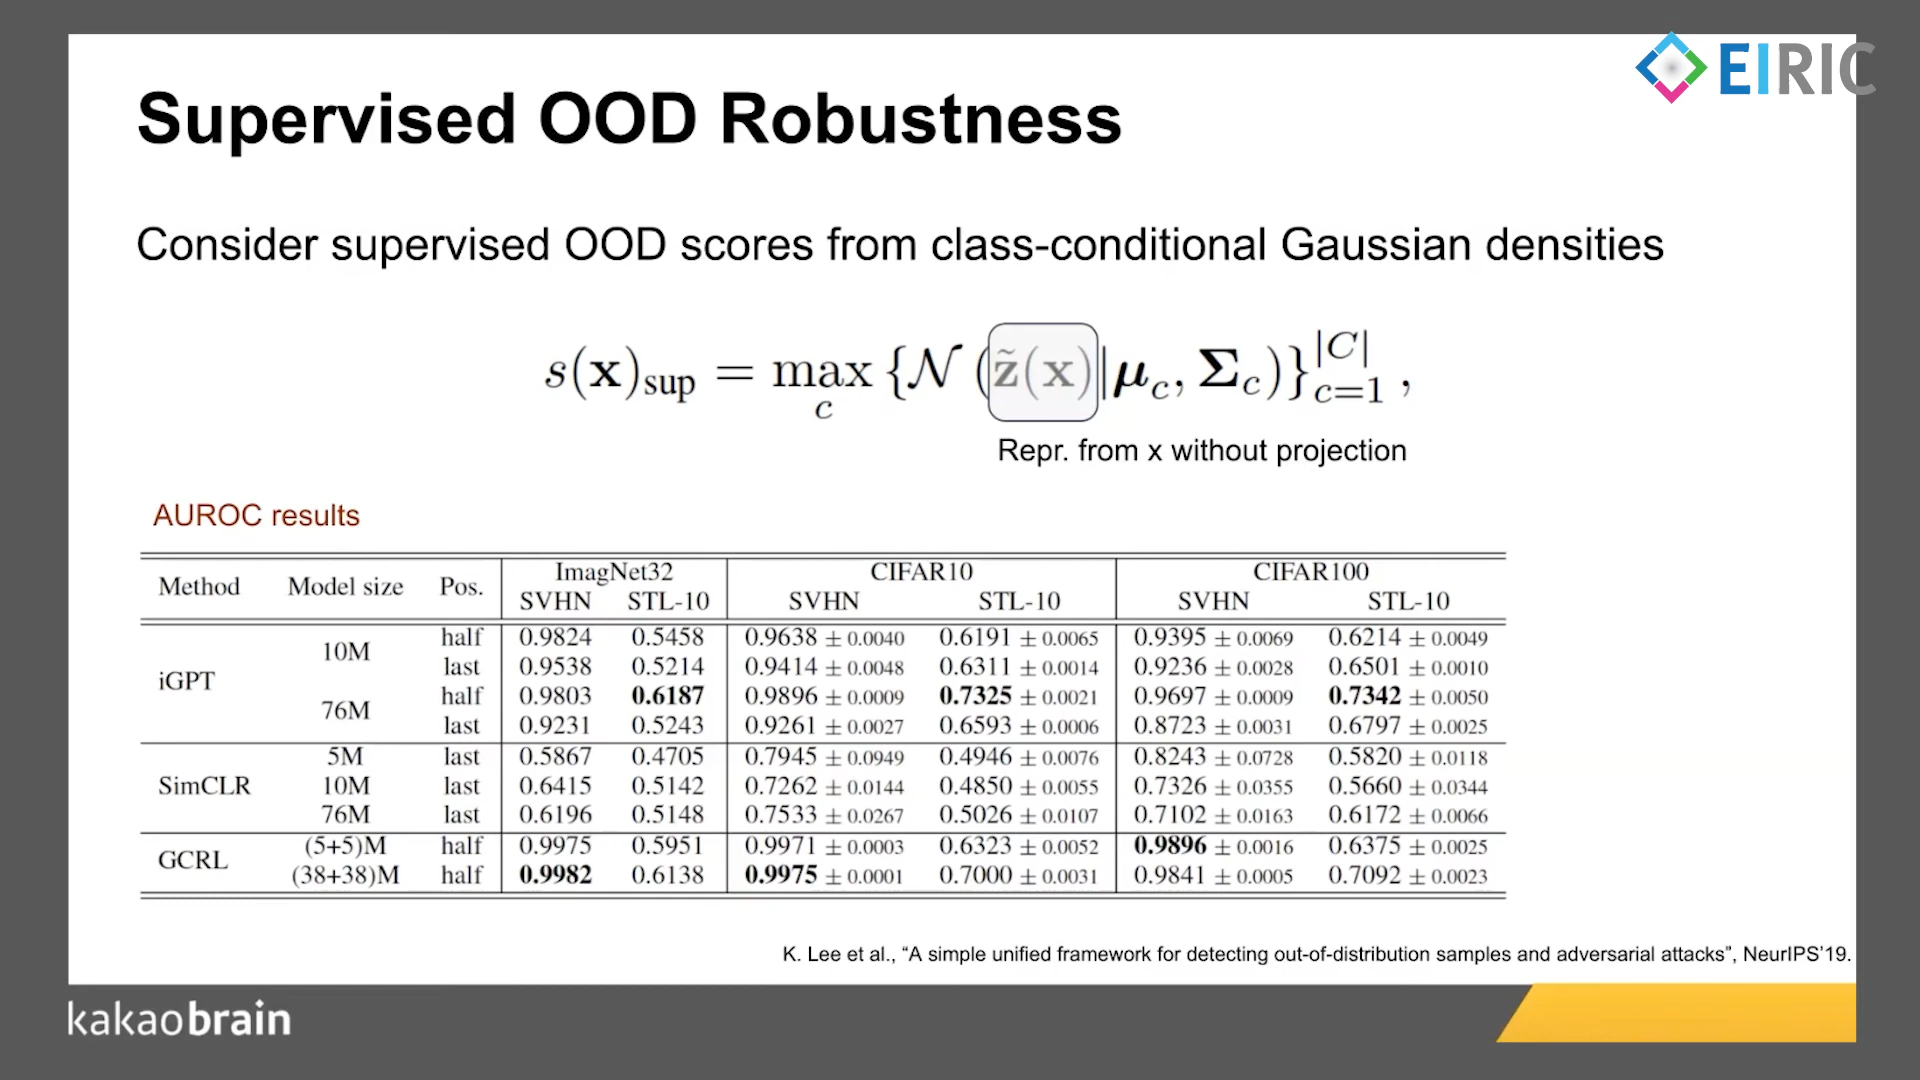 EIRIC
Supervised OOD Robustness
Consider supervised OOD scores from class-conditional Gaussian densities
s(x)sup = max c {N (z̃(x)|μc, Σc)}|C| c=1 ,
Repr. from x without projection
AUROC results
Method Model size Pos. ImagNet32 CIFAR10 CIFAR100
SVHN STL-10 SVHN STL-10 SVHN STL-10
iGPT 10M half 0.9824 0.5458 0.9638 ± 0.0040 0.6191 ± 0.0065 0.9395 ± 0.0069 0.6214 ± 0.0049
last 0.9538 0.5214 0.9414 ± 0.0048 0.6311 ± 0.0014 0.9236 ± 0.0028 0.6501 ± 0.0010
76M half 0.9803 0.6187 0.9896 ± 0.0009 0.7325 ± 0.0021 0.9697 ± 0.0009 0.7342 ± 0.0050
last 0.9231 0.5243 0.9261 ± 0.0027 0.6593 ± 0.0006 0.8723 ± 0.0031 0.6797 ± 0.0025
SimCLR 5M last 0.5867 0.4705 0.7945 ± 0.0949 0.4946 ± 0.0076 0.8243 ± 0.0728 0.5820 ± 0.0118
10M last 0.6415 0.5142 0.7262 ± 0.0144 0.4850 ± 0.0055 0.7326 ± 0.0355 0.5660 ± 0.0344
76M last 0.6196 0.5148 0.7533 ± 0.0267 0.5026 ± 0.0107 0.7102 ± 0.0163 0.6172 ± 0.0066
GCRL (5+5)M half 0.9975 0.5951 0.9971 ± 0.0003 0.6323 ± 0.0052 0.9896 ± 0.0016 0.6375 ± 0.0025
(38+38)M half 0.9982 0.6138 0.9975 ± 0.0001 0.7000 ± 0.0031 0.9841 ± 0.0005 0.7092 ± 0.0023
K. Lee et al., “A simple unified framework for detecting out-of-distribution samples and adversarial attacks”, NeurIPS’19.
kakaobrain